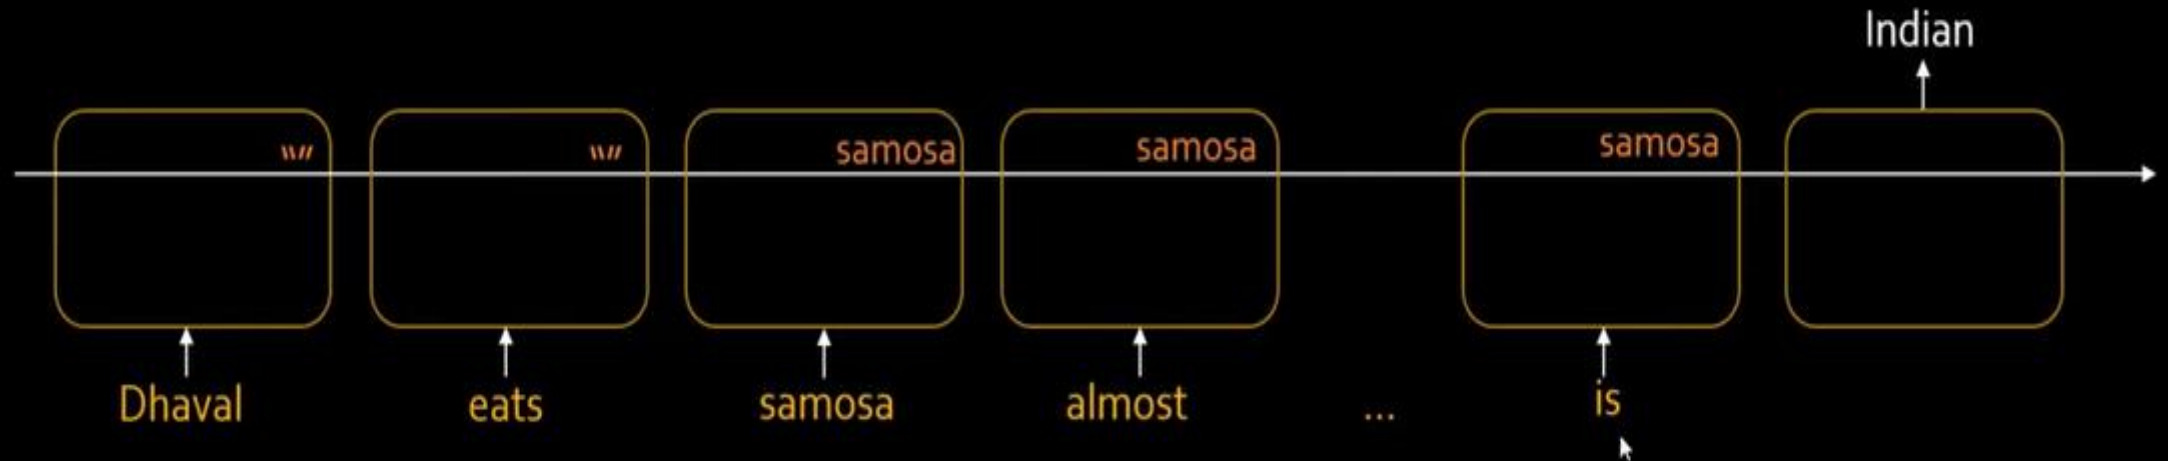 Indian
"" "" samosa samosa samosa
Dhaval eats samosa almost ... is